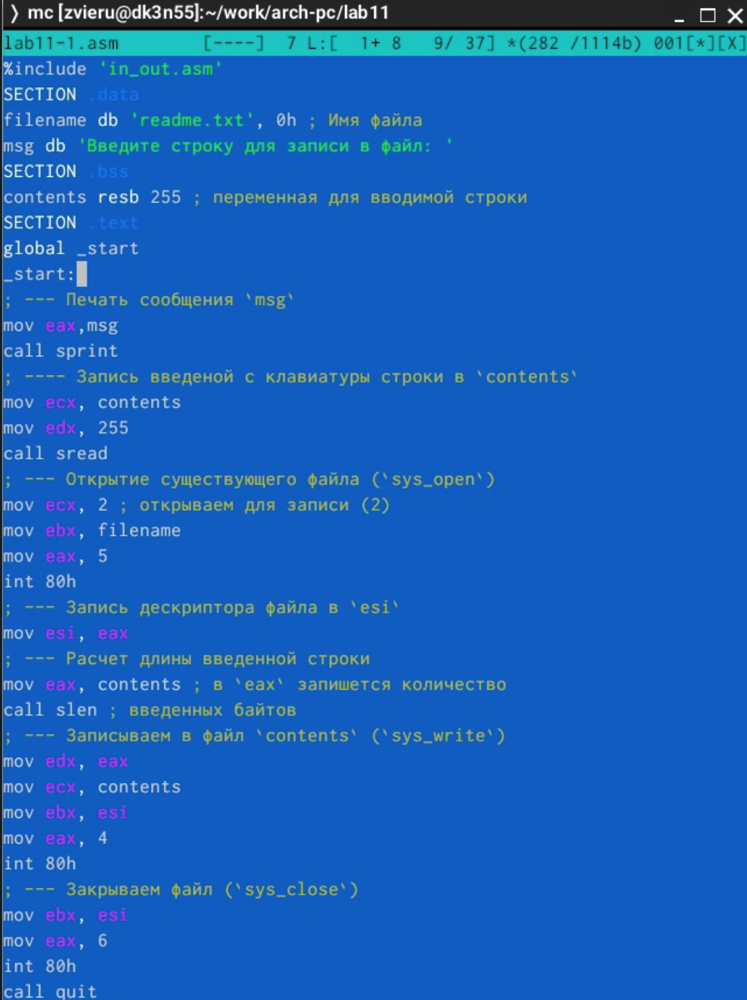 ❭ mc [zvieru@dk3n55]:~/work/arch-pc/lab11
lab11-1.asm        [----]  7 L:[  1+ 8   9/ 37] *(282 /1114b) 001[*][X]
%include 'in_out.asm'
SECTION .data
filename db 'readme.txt', 0h ; Имя файла
msg db 'Введите строку для записи в файл: '
SECTION .bss
contents resb 255 ; переменная для вводимой строки
SECTION .text
global _start
_start:
; --- Печать сообщения `msg`
mov eax,msg
call sprint
; ---- Запись введеной с клавиатуры строки в `contents`
mov ecx, contents
mov edx, 255
call sread
; --- Открытие существующего файла (`sys_open`)
mov ecx, 2 ; открываем для записи (2)
mov ebx, filename
mov eax, 5
int 80h
; --- Запись дескриптора файла в `esi`
mov esi, eax
; --- Расчет длины введенной строки
mov eax, contents ; в `eax` запишется количество
call slen ; введенных байтов
; --- Записываем в файл `contents` (`sys_write`)
mov edx, eax
mov ecx, contents
mov ebx, esi
mov eax, 4
int 80h
; --- Закрываем файл (`sys_close`)
mov ebx, esi
mov eax, 6
int 80h
call quit